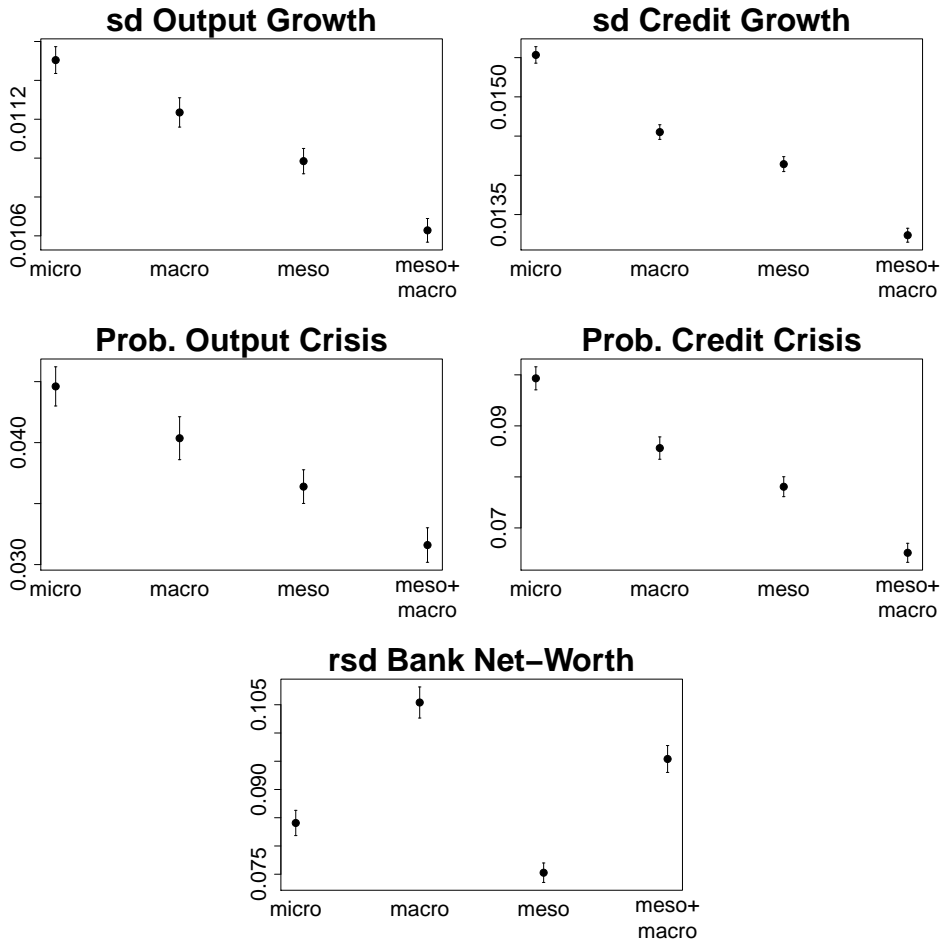 sd Output Growth
0.0112
0.0106
micro
macro
meso
meso+
macro
sd Credit Growth
0.0150
0.0135
micro
macro
meso
meso+
macro
Prob. Output Crisis
0.040
0.030
micro
macro
meso
meso+
macro
Prob. Credit Crisis
0.09
0.07
micro
macro
meso
meso+
macro
rsd Bank Net−Worth
0.105
0.090
0.075
micro
macro
meso
meso+
macro